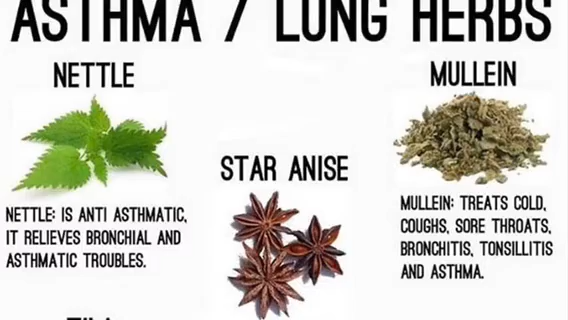 ASTHMA / LUNG HERBS
NETTLE
MULLEIN
STAR ANISE
NETTLE: IS ANTI ASTHMATIC,
IT RELIEVES BRONCHIAL AND
ASTHMATIC TROUBLES.
MULLEIN: TREATS COLD,
COUGHS, SORE THROATS,
BRONCHITIS, TONSILLITIS
AND ASTHMA.